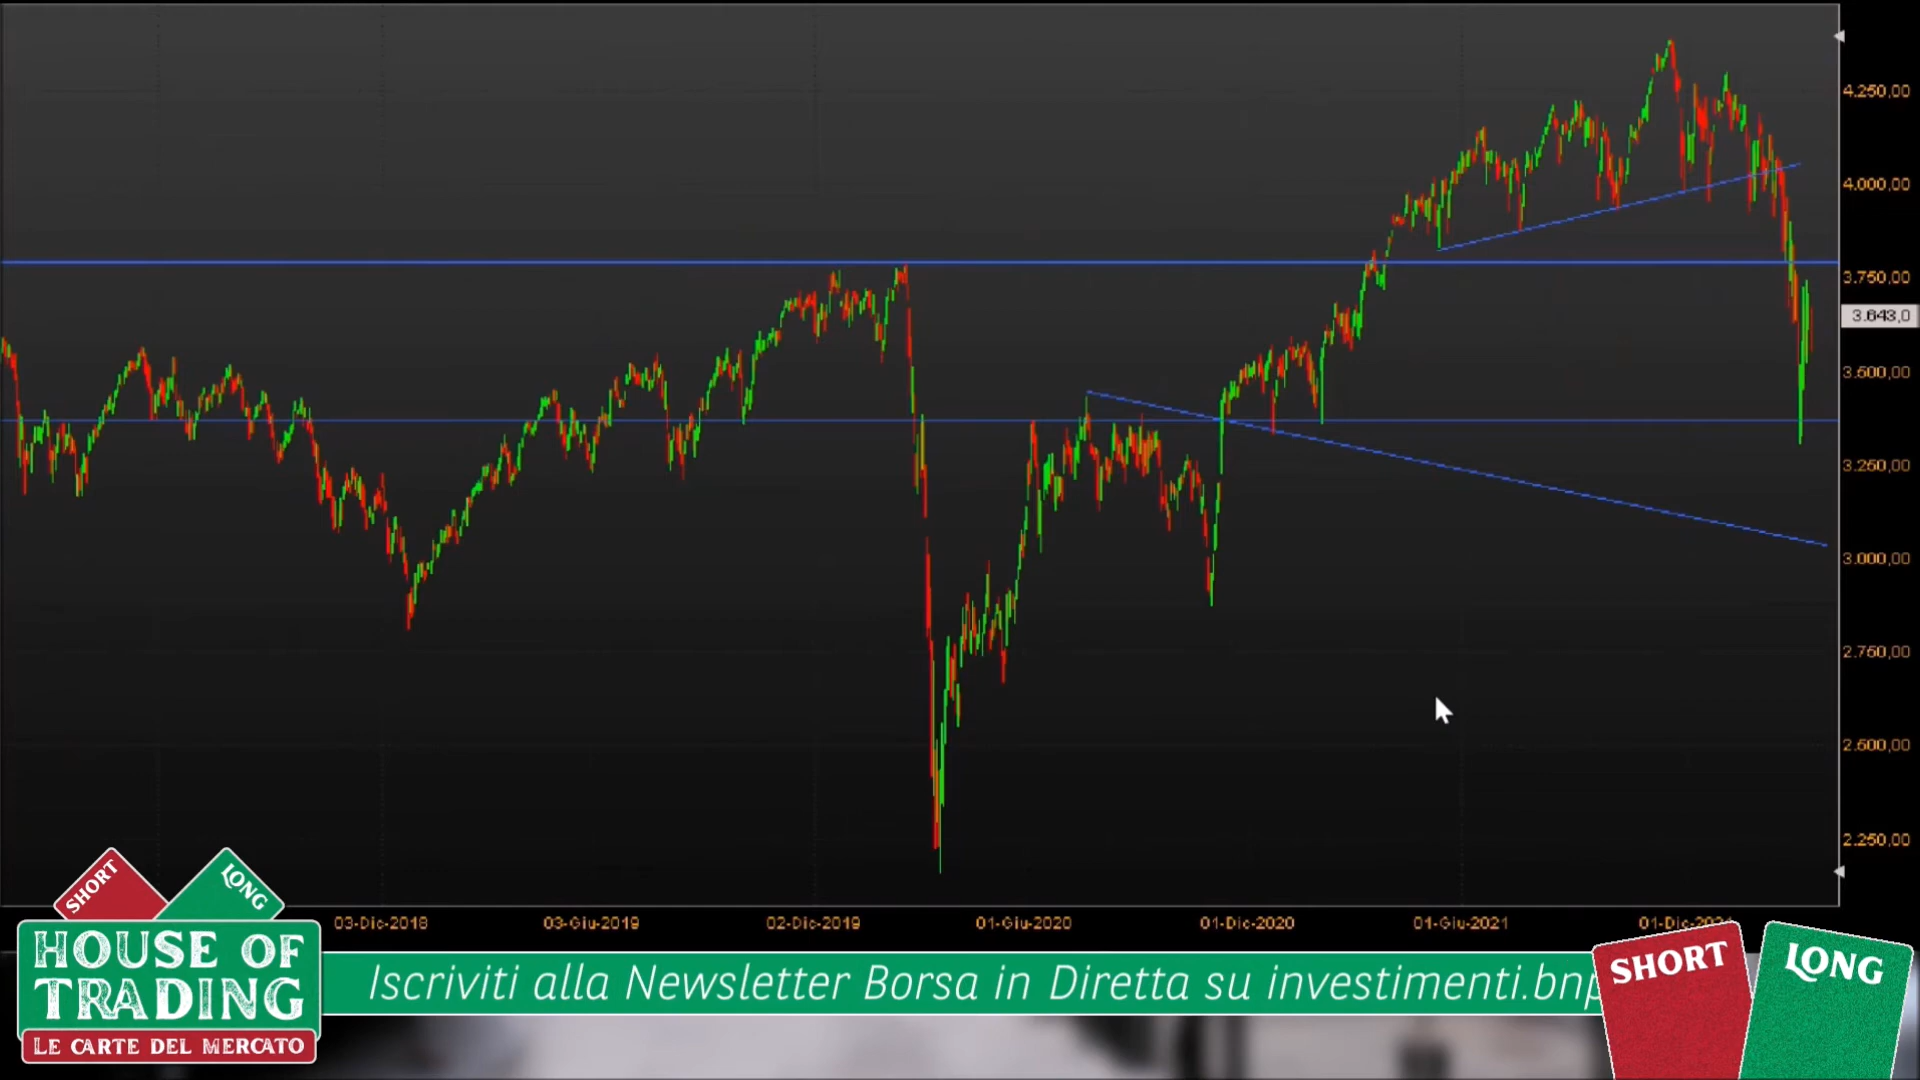 4.250,00
4.000,00
3.750,00
3.643,0
3.500,00
3.250,00
3.000,00
2.750,00
2.500,00
2.250,00
03-Dic-2018
03-Giu-2019
02-Dic-2019
01-Giu-2020
01-Dic-2020
01-Giu-2021
01-Dic-2021
SHORT
LONG
HOUSE OF
TRADING
LE CARTE DEL MERCATO
Iscriviti alla Newsletter Borsa in Diretta su investimenti.bnp
SHORT
LONG